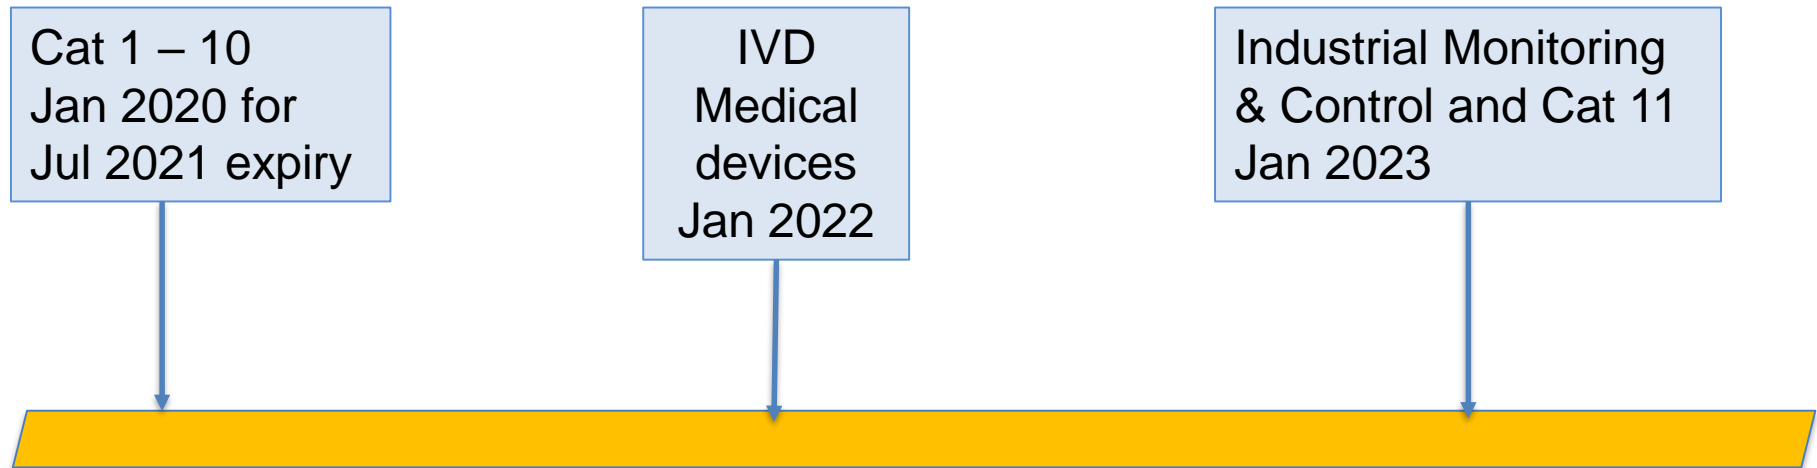 Cat 1 – 10
Jan 2020 for
Jul 2021 expiry
IVD
Medical
devices
Jan 2022
Industrial Monitoring
& Control and Cat 11
Jan 2023